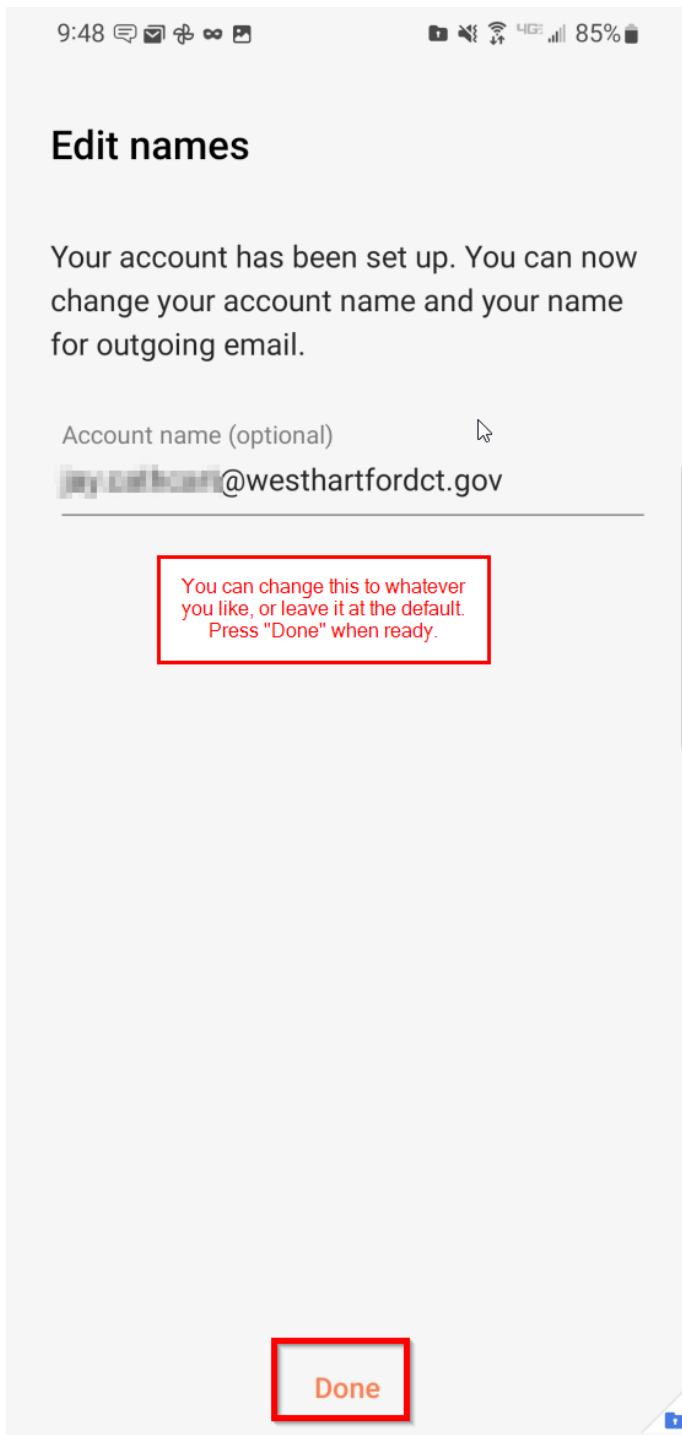 9:48 4GE 85%
Edit names
Your account has been set up. You can now
change your account name and your name
for outgoing email.
Account name (optional)
@westhartfordct.gov
You can change this to whatever
you like, or leave it at the default.
Press "Done" when ready.
Done